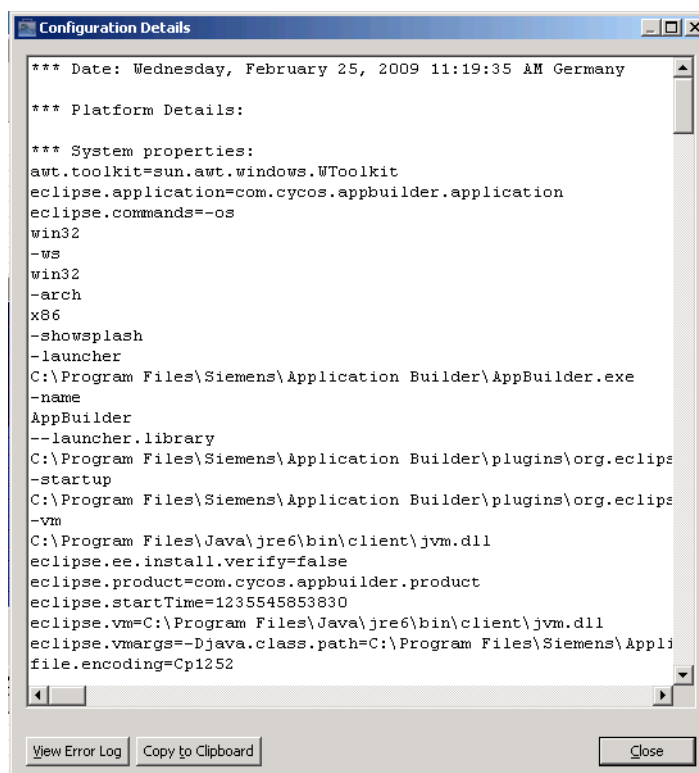 Configuration Details
*** Date: Wednesday, February 25, 2009 11:19:35 AM Germany
*** Platform Details:
*** System properties:
awt.toolkit=sun.awt.windows.WToolkit
eclipse.application=com.cycos.appbuilder.application
eclipse.commands=-os
win32
-ws
win32
-arch
x86
-showsplash
-launcher
C:\Program Files\Siemens\Application Builder\AppBuilder.exe
-name
AppBuilder
--launcher.library
C:\Program Files\Siemens\Application Builder\plugins\org.eclips
-startup
C:\Program Files\Siemens\Application Builder\plugins\org.eclips
-vm
C:\Program Files\Java\jre6\bin\client\jvm.dll
eclipse.ee.install.verify=false
eclipse.product=com.cycos.appbuilder.product
eclipse.startTime=1235545853830
eclipse.vm=C:\Program Files\Java\jre6\bin\client\jvm.dll
eclipse.vmargs=-Djava.class.path=C:\Program Files\Siemens\Appli
file.encoding=Cp1252
View Error Log Copy to Clipboard Close